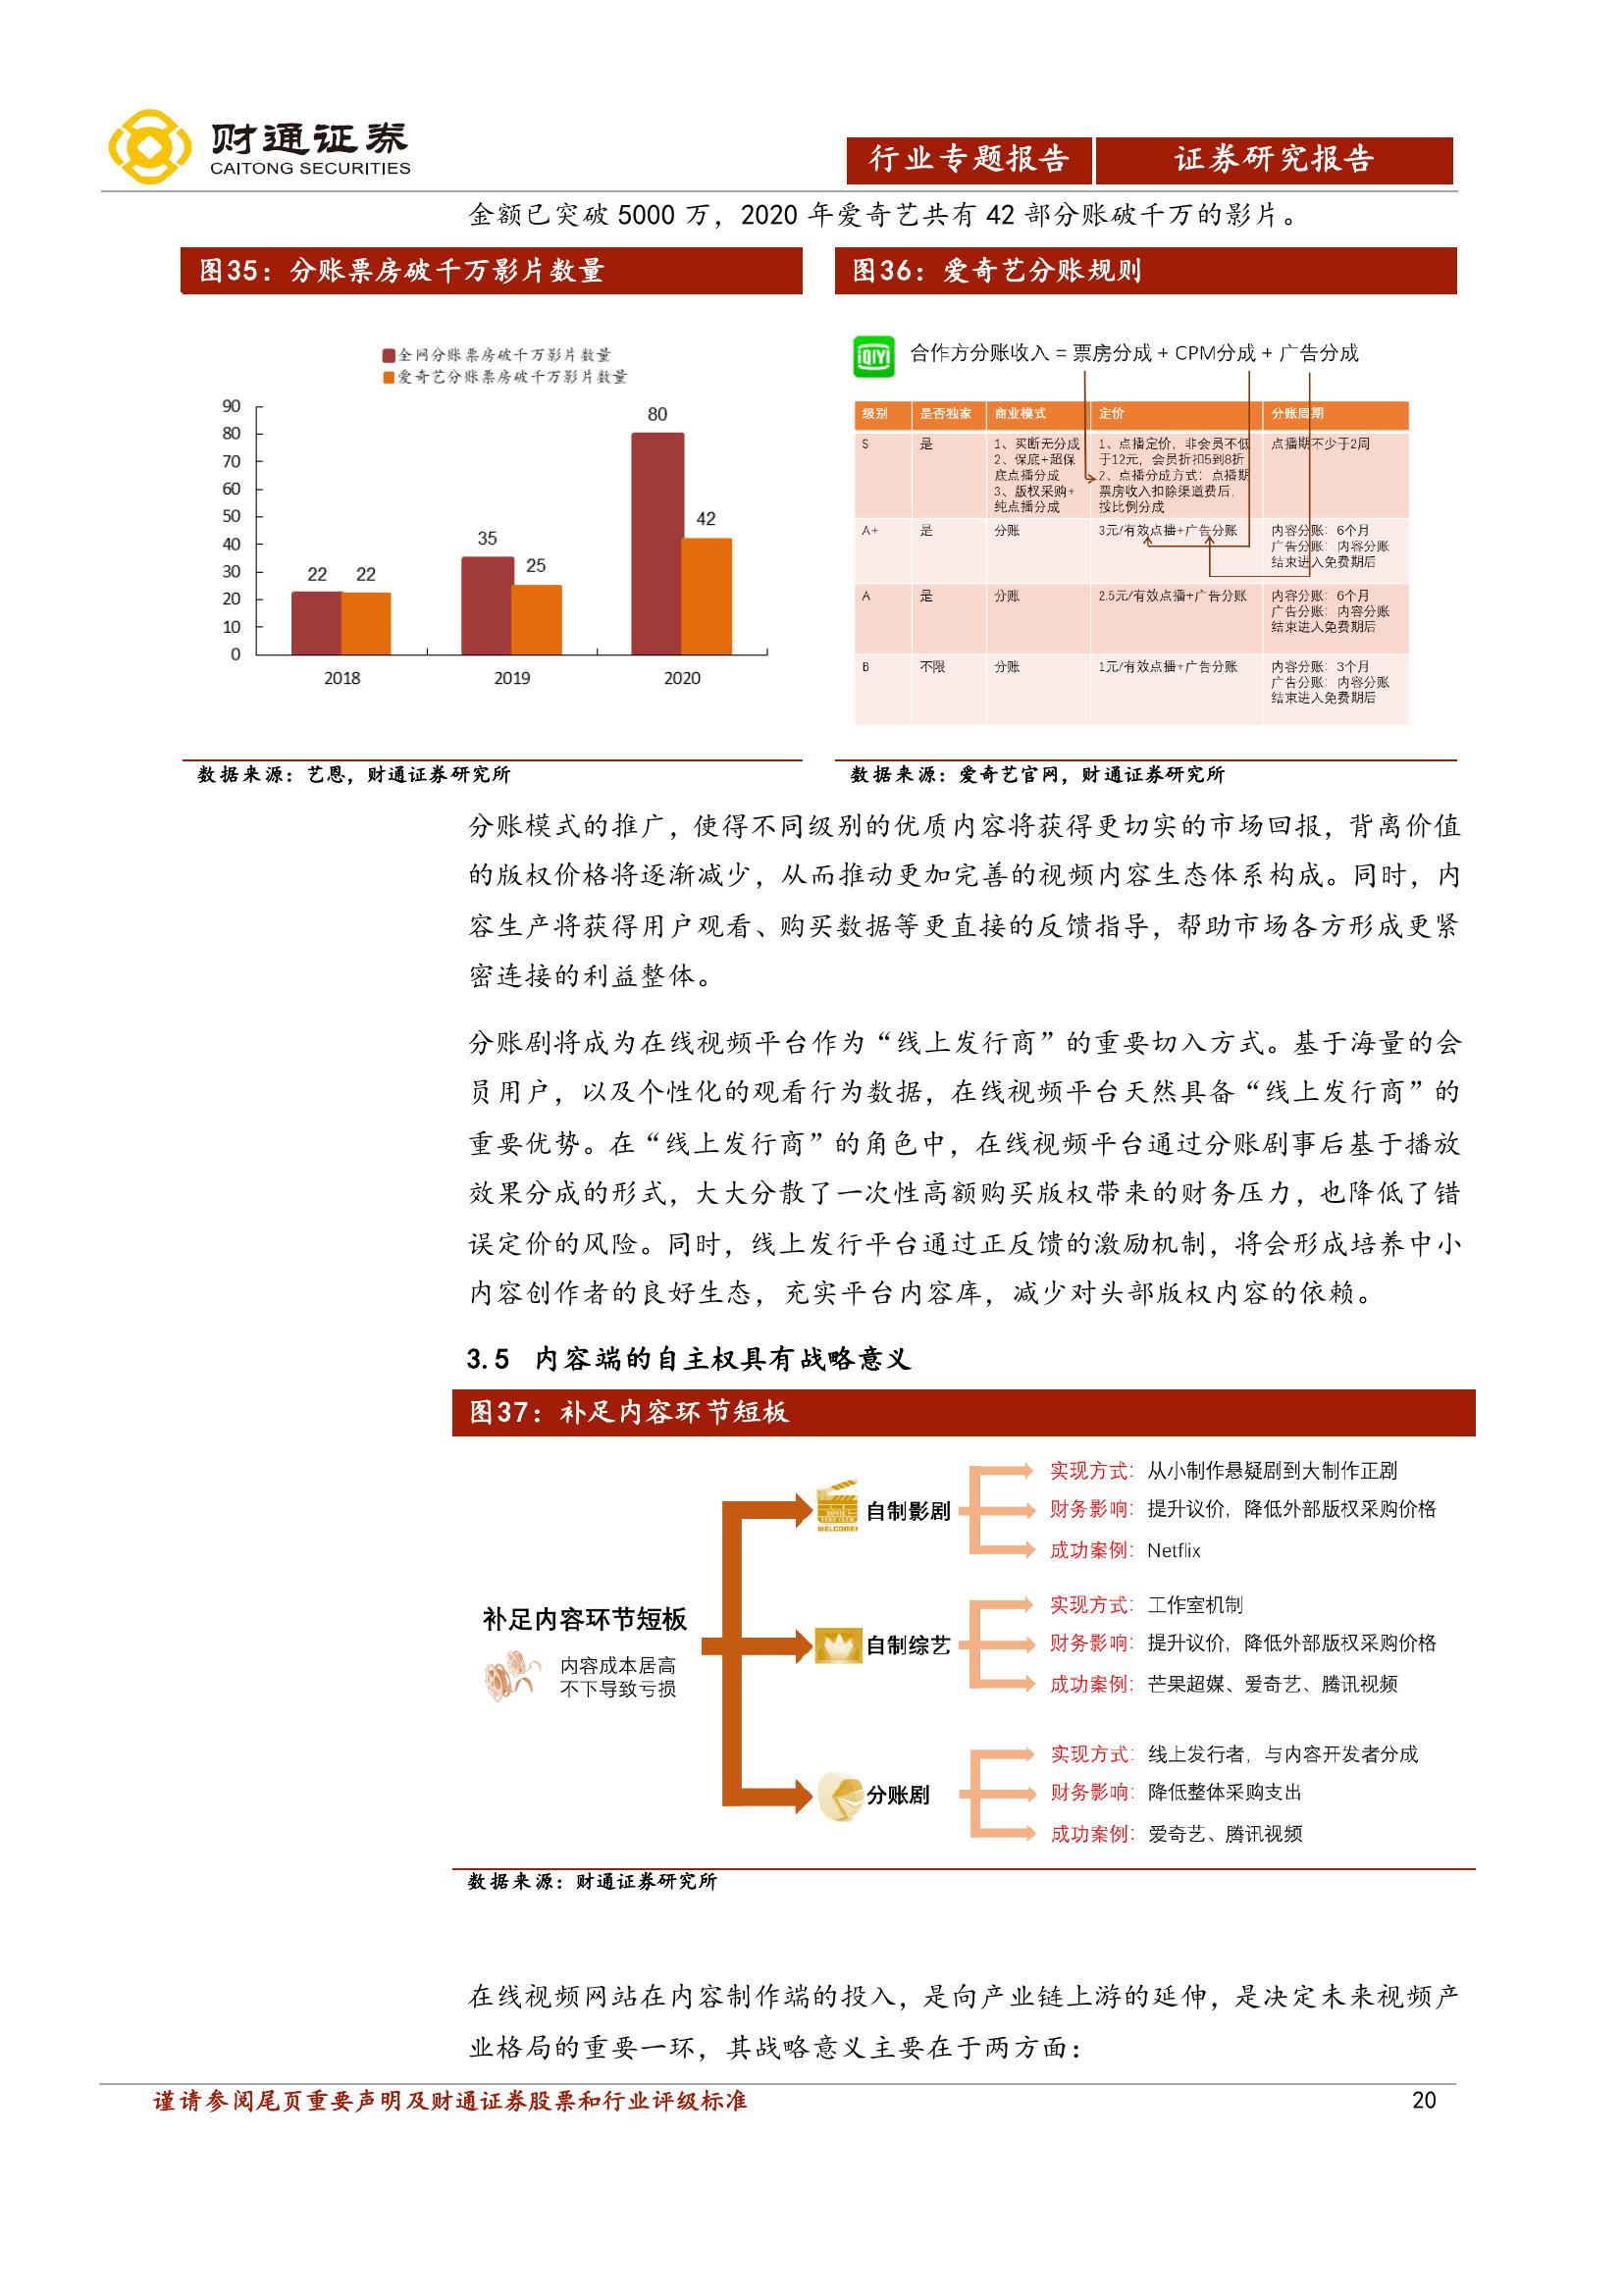 财通证券
CAITONG SECURITIES
行业专题报告 证券研究报告
金额已突破 5000 万，2020 年爱奇艺共有 42 部分账破千万的影片。
图35：分账票房破千万影片数量
全网分账票房破千万影片数量
爱奇艺分账票房破千万影片数量
90
80
70
60
50
40
30
20
10
0
22 22
35
25
80
42
2018 2019 2020
数据来源：艺恩，财通证券研究所
图36：爱奇艺分账规则
iQIYI
合作方分账收入 = 票房分成 + CPM分成 + 广告分成
级别 是否独家 商业模式 定价 分账周期
S 是 1、买断无分成 1、点播定价，非会员不低 点播期不少于2周
2、保底+超保 于12元，会员折扣5到8折
底点播分成 2、点播分成方式：点播期
3、版权采购+ 票房收入扣除渠道费后，
纯点播分成 按比例分成
A+ 是 分账 3元/有效点播+广告分账 内容分账：6个月
广告分账：内容分账
结束进入免费期后
A 是 分账 2.5元/有效点播+广告分账 内容分账：6个月
广告分账：内容分账
结束进入免费期后
B 不限 分账 1元/有效点播+广告分账 内容分账：3个月
广告分账：内容分账
结束进入免费期后
数据来源：爱奇艺官网，财通证券研究所
分账模式的推广，使得不同级别的优质内容将获得更切实的市场回报，背离价值
的版权价格将逐渐减少，从而推动更加完善的视频内容生态体系构成。同时，内
容生产将获得用户观看、购买数据等更直接的反馈指导，帮助市场各方形成更紧
密连接的利益整体。
分账剧将成为在线视频平台作为“线上发行商”的重要切入方式。基于海量的会
员用户，以及个性化的观看行为数据，在线视频平台天然具备“线上发行商”的
重要优势。在“线上发行商”的角色中，在线视频平台通过分账剧事后基于播放
效果分成的形式，大大分散了一次性高额购买版权带来的财务压力，也降低了错
误定价的风险。同时，线上发行平台通过正反馈的激励机制，将会形成培养中小
内容创作者的良好生态，充实平台内容库，减少对头部版权内容的依赖。
3.5 内容端的自主权具有战略意义
图37：补足内容环节短板
补足内容环节短板
内容成本居高
不下导致亏损
自制影剧
实现方式：从小制作悬疑剧到大制作正剧
财务影响：提升议价，降低外部版权采购价格
成功案例：Netflix
自制综艺
实现方式：工作室机制
财务影响：提升议价，降低外部版权采购价格
成功案例：芒果超媒、爱奇艺、腾讯视频
分账剧
实现方式：线上发行者，与内容开发者分成
财务影响：降低整体采购支出
成功案例：爱奇艺、腾讯视频
数据来源：财通证券研究所
在线视频网站在内容制作端的投入，是向产业链上游的延伸，是决定未来视频产
业格局的重要一环，其战略意义主要在于两方面：
谨请参阅尾页重要声明及财通证券股票和行业评级标准 20